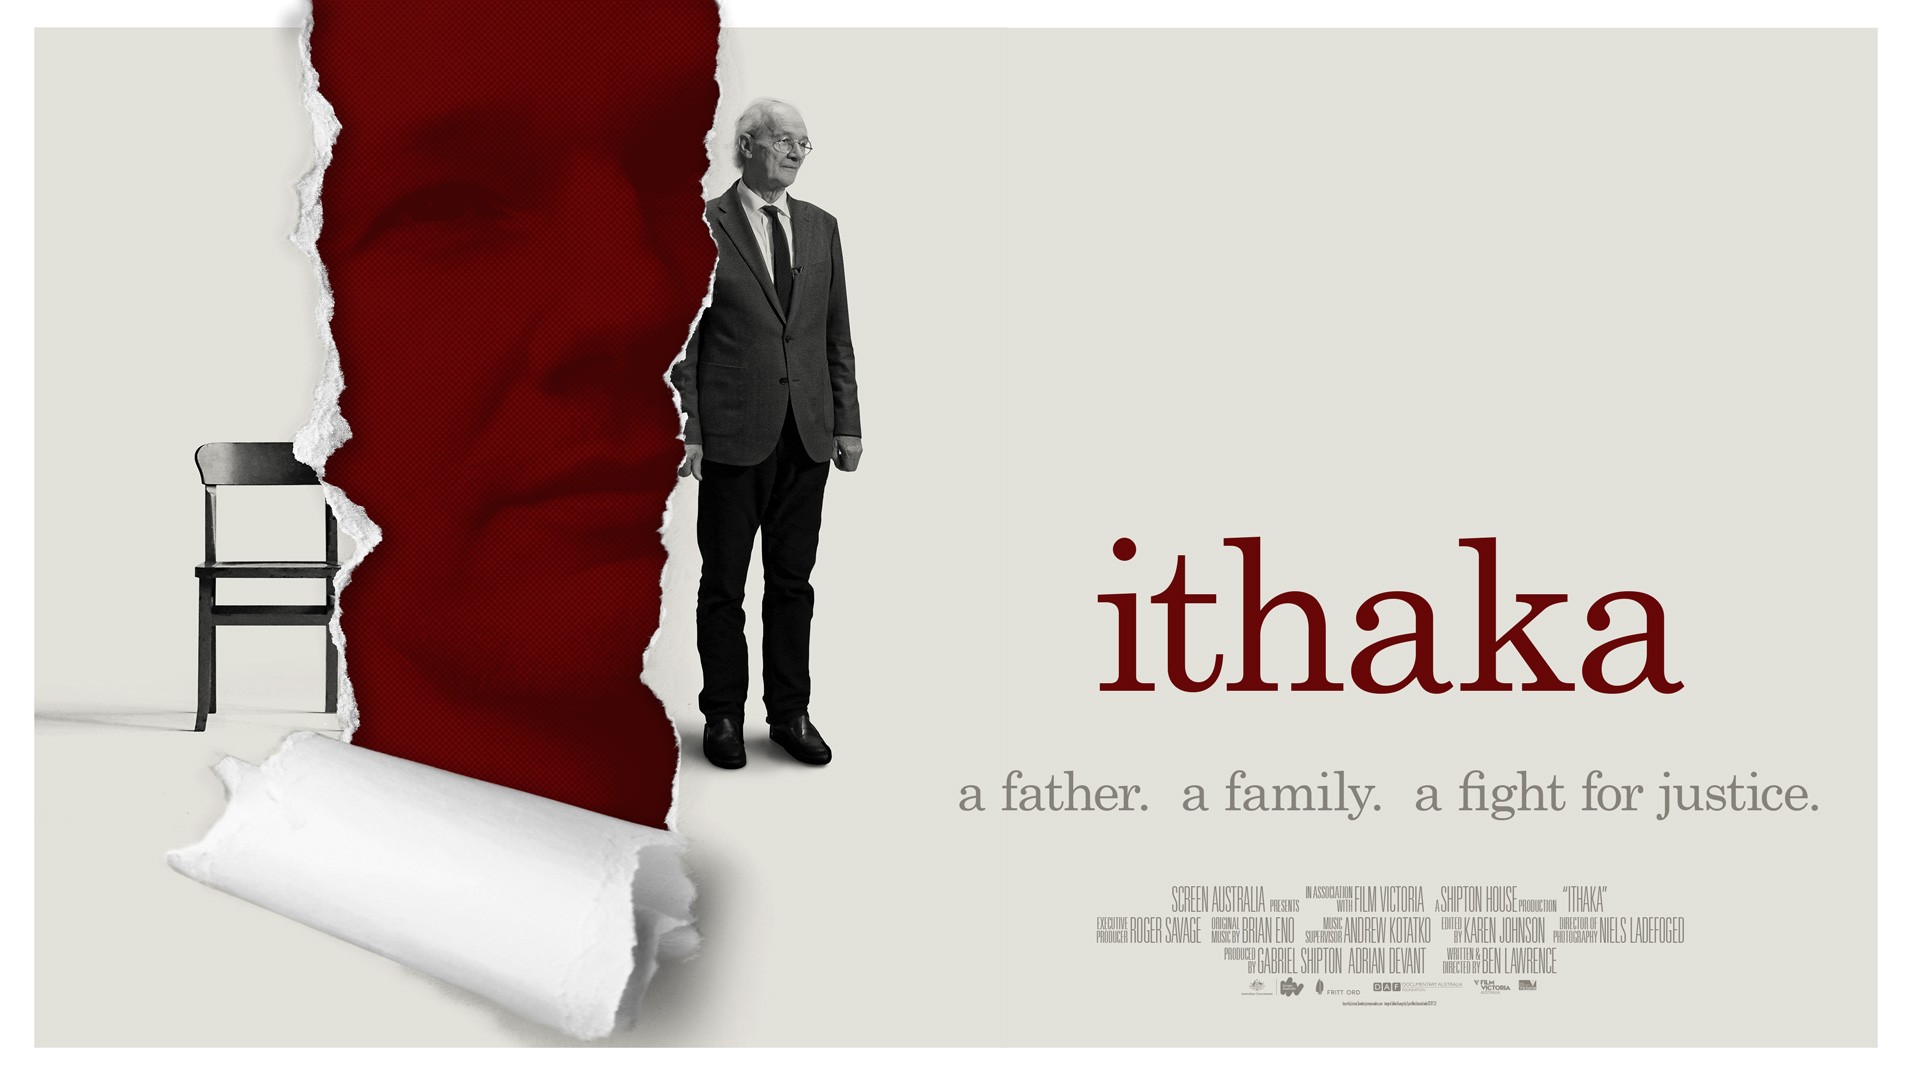 ithaka
a father. a family. a fight for justice.
SCREEN AUSTRALIA PRESENTS IN ASSOCIATION WITH FILM VICTORIA A SHIPTON HOUSE PRODUCTION "ITHAKA"
EXECUTIVE PRODUCER ROGER SAVAGE ORIGINAL MUSIC BY BRIAN ENO MUSIC SUPERVISOR ANDREW KOTATKO EDITED BY KAREN JOHNSON DIRECTOR OF PHOTOGRAPHY NIELS LADEFOGED
PRODUCED BY GABRIEL SHIPTON ADRIAN DEVANT WRITTEN & DIRECTED BY BEN LAWRENCE
FRITT ORD DAF DOCUMENTARY AUSTRALIA FOUNDATION FILM VICTORIA AUSTRALIA